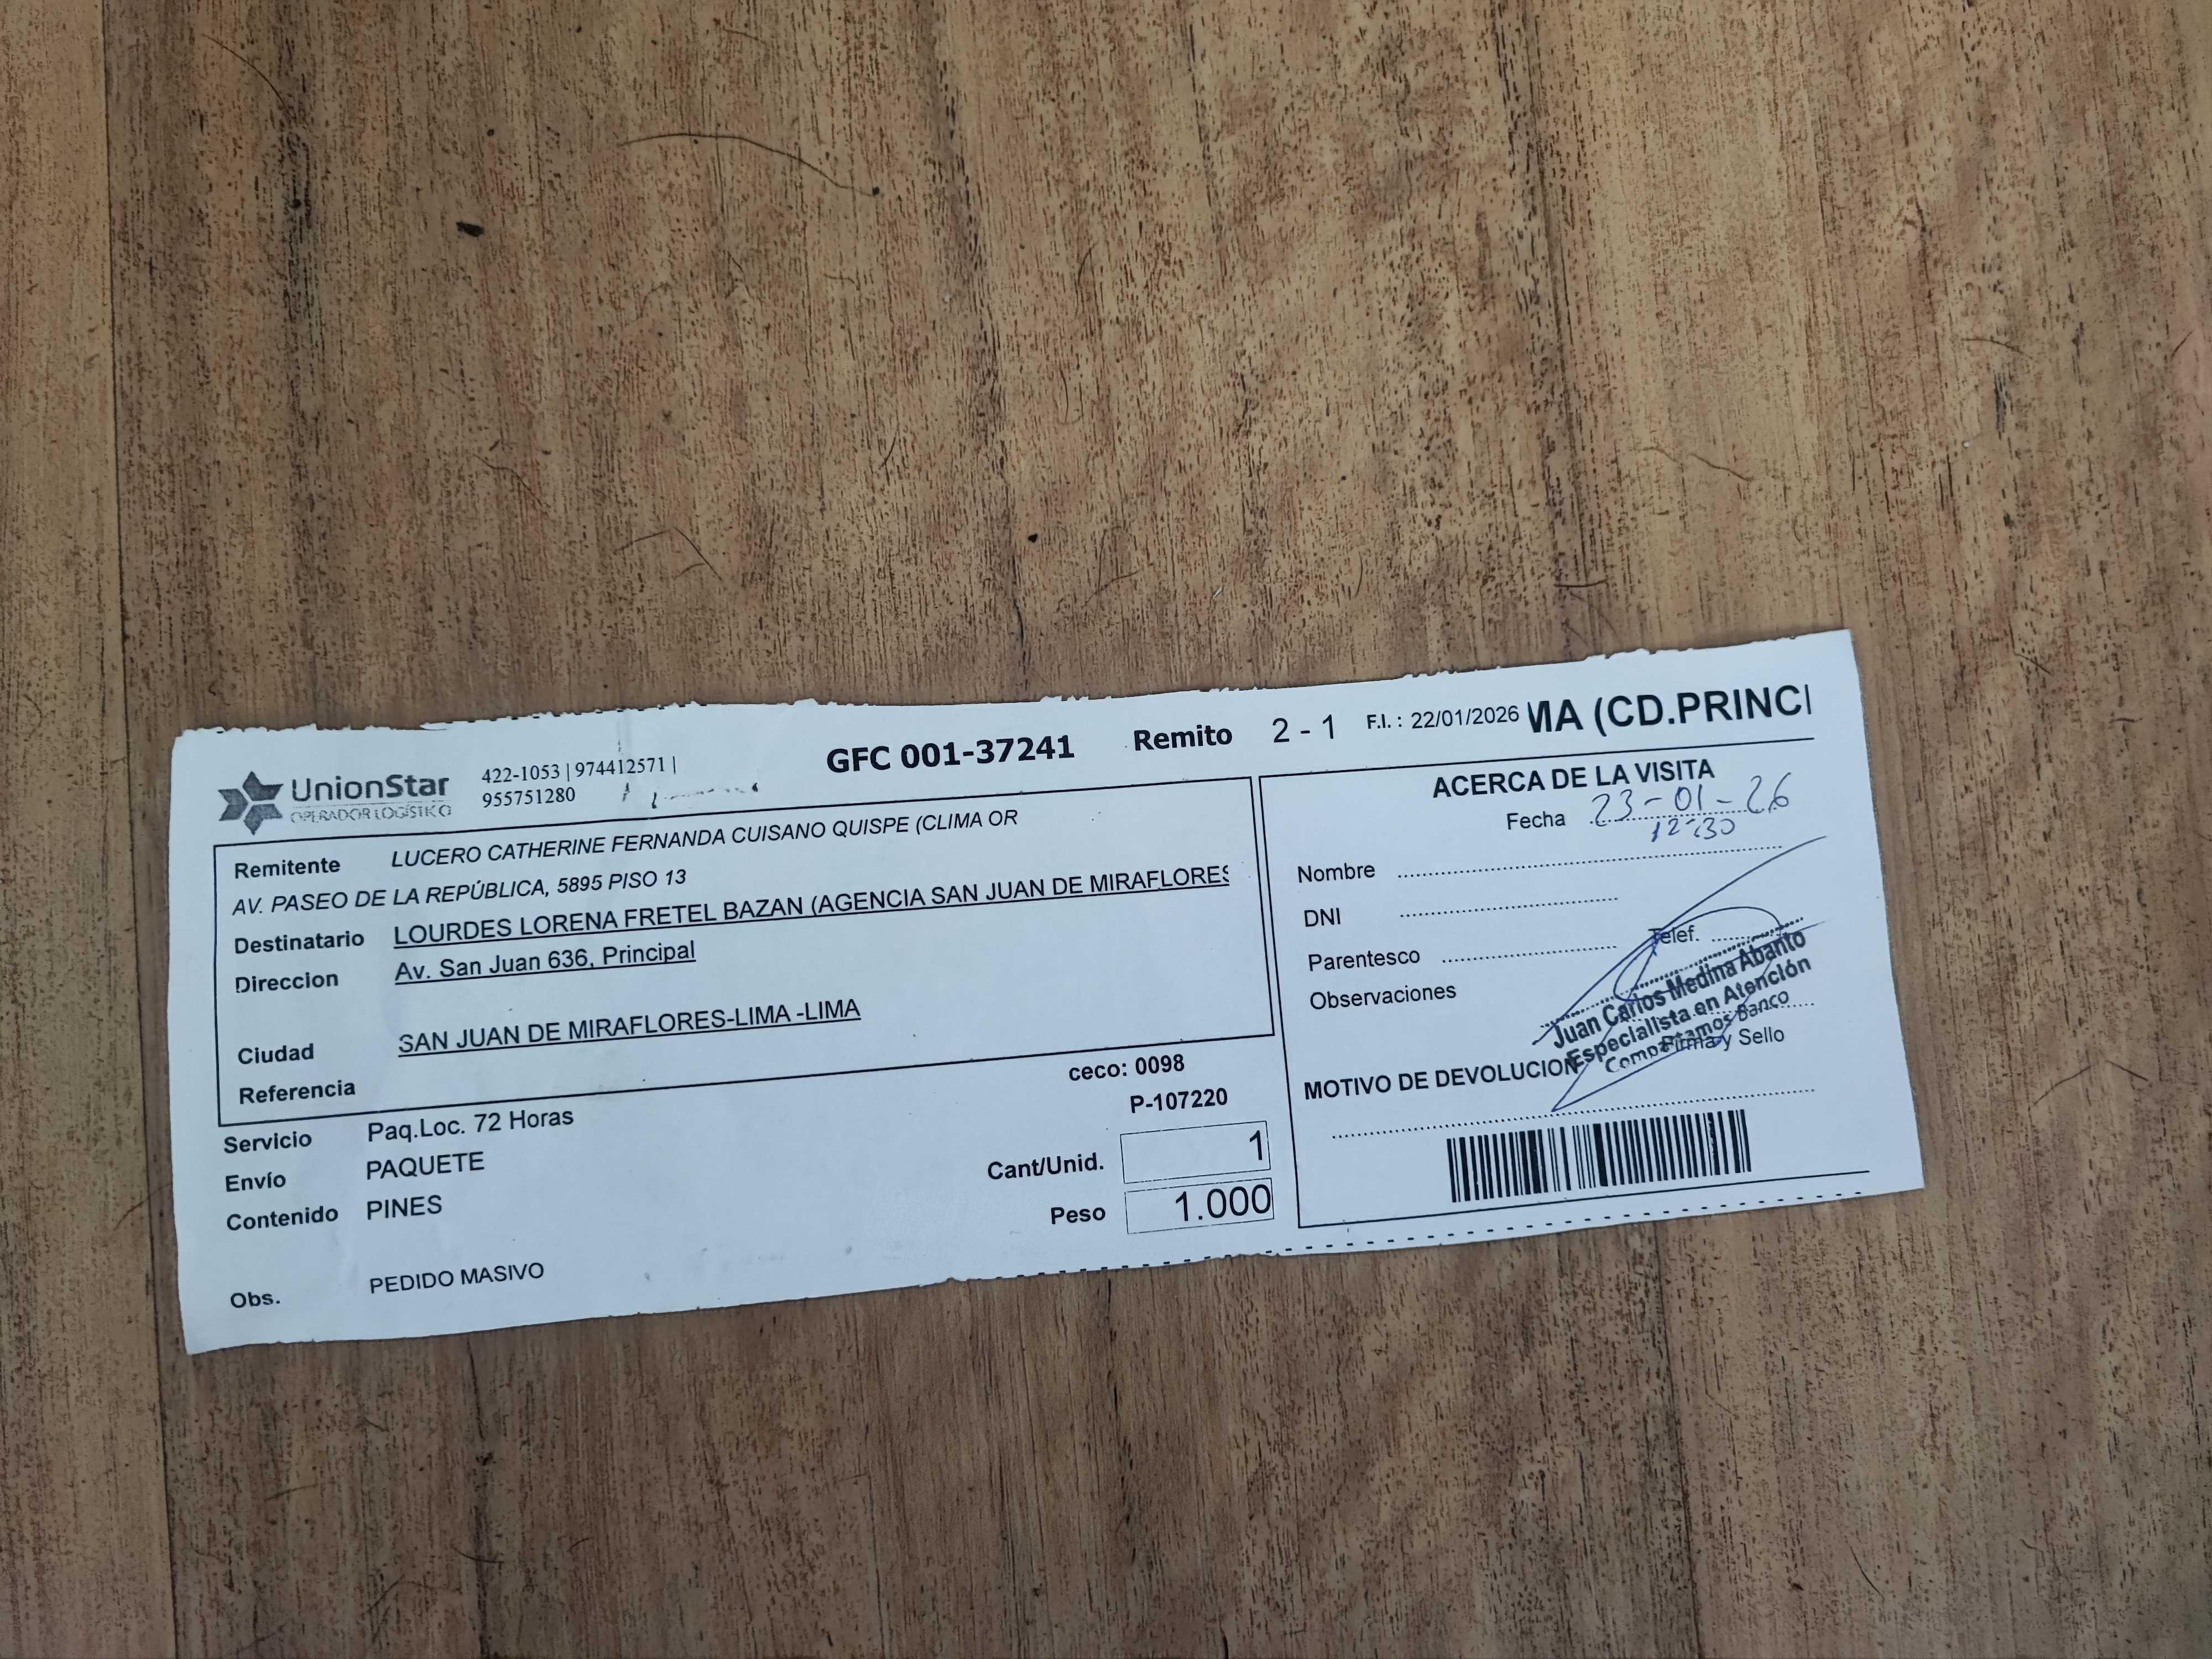 UnionStar
OPERADOR LOGÍSTICO
422-1053 | 974412571 |
955751280
GFC 001-37241 Remito 2 - 1 F.I. : 22/01/2026 MA (CD.PRINCI
Remitente LUCERO CATHERINE FERNANDA CUISANO QUISPE (CLIMA OR
AV. PASEO DE LA REPÚBLICA, 5895 PISO 13
Destinatario LOURDES LORENA FRETEL BAZAN (AGENCIA SAN JUAN DE MIRAFLORES
Direccion Av. San Juan 636, Principal
Ciudad SAN JUAN DE MIRAFLORES-LIMA -LIMA
Referencia
ceco: 0098
P-107220
Servicio Paq.Loc. 72 Horas
Envío PAQUETE
Contenido PINES
Cant/Unid. 1
Peso 1.000
Obs. PEDIDO MASIVO
ACERCA DE LA VISITA
Fecha 23-01-26
12:30
Nombre
DNI
Parentesco Telef.
Observaciones
Juan Carlos Medina Abanto
Especialista en Atención
Compartamos Banco
Firma y Sello
MOTIVO DE DEVOLUCION